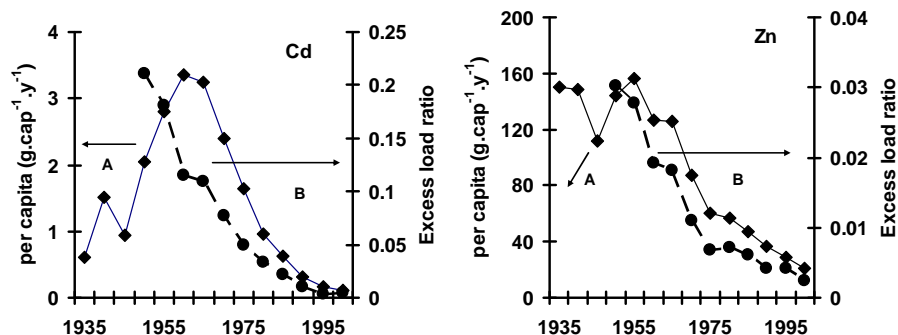 Cd
per capita (g.cap⁻¹.y⁻¹)
4
3
2
1
0
A
B
0.25
0.2
0.15
0.1
0.05
0
Excess load ratio
1935 1955 1975 1995
Zn
per capita (g.cap⁻¹.y⁻¹)
200
160
120
80
40
0
A
B
0.04
0.03
0.02
0.01
0
Excess load ratio
1935 1955 1975 1995